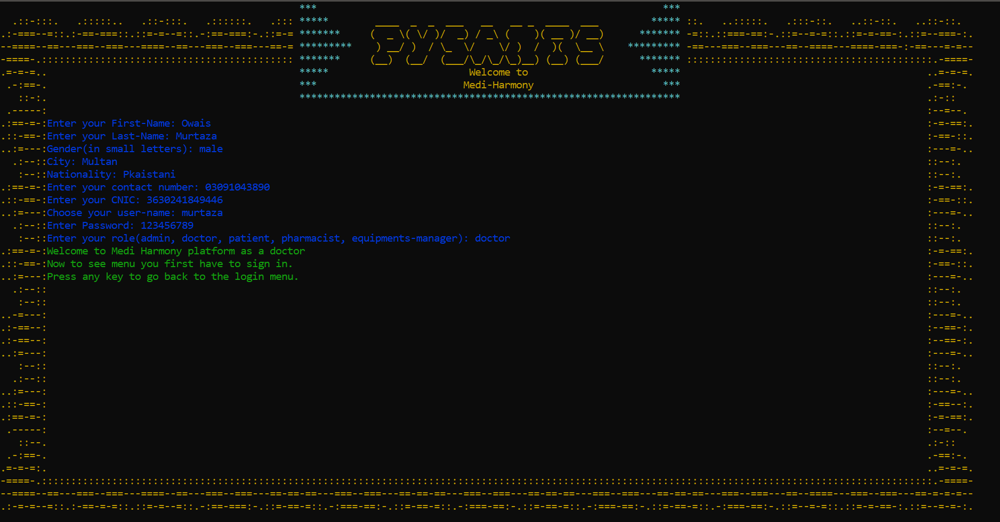 Welcome to
Medi-Harmony
Enter your First-Name: Owais
Enter your Last-Name: Murtaza
Gender(in small letters): male
City: Multan
Nationality: Pkaistani
Enter your contact number: 03091043890
Enter your CNIC: 3630241849446
Choose your user-name: murtaza
Enter Password: 123456789
Enter your role(admin, doctor, patient, pharmacist, equipments-manager): doctor
Welcome to Medi Harmony platform as a doctor
Now to see menu you first have to sign in.
Press any key to go back to the login menu.